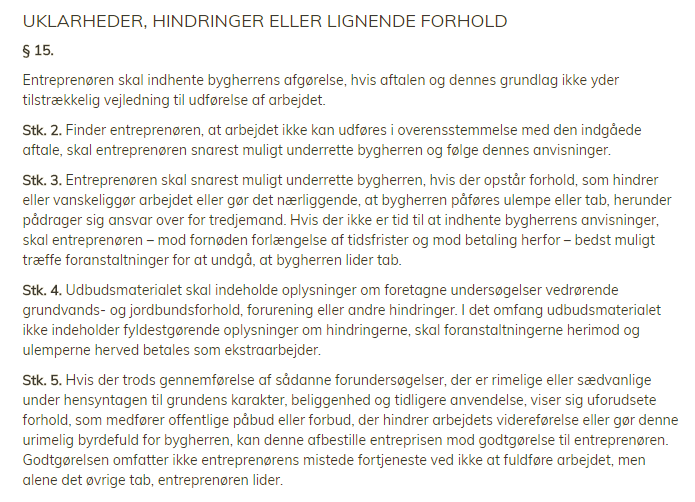 UKLARHEDER, HINDRINGER ELLER LIGNENDE FORHOLD
§ 15.
Entreprenøren skal indhente bygherrens afgørelse, hvis aftalen og dennes grundlag ikke yder
tilstrækkelig vejledning til udførelse af arbejdet.
Stk. 2. Finder entreprenøren, at arbejdet ikke kan udføres i overensstemmelse med den indgåede
aftale, skal entreprenøren snarest muligt underrette bygherren og følge dennes anvisninger.
Stk. 3. Entreprenøren skal snarest muligt underrette bygherren, hvis der opstår forhold, som hindrer
eller vanskeliggør arbejdet eller gør det nærliggende, at bygherren påføres ulempe eller tab, herunder
pådrager sig ansvar over for tredjemand. Hvis der ikke er tid til at indhente bygherrens anvisninger,
skal entreprenøren – mod fornøden forlængelse af tidsfrister og mod betaling herfor – bedst muligt
træffe foranstaltninger for at undgå, at bygherren lider tab.
Stk. 4. Udbudsmaterialet skal indeholde oplysninger om foretagne undersøgelser vedrørende
grundvands- og jordbundsforhold, forurening eller andre hindringer. I det omfang udbudsmaterialet
ikke indeholder fyldestgørende oplysninger om hindringerne, skal foranstaltningerne herimod og
ulemperne herved betales som ekstraarbejder.
Stk. 5. Hvis der trods gennemførelse af sådanne forundersøgelser, der er rimelige eller sædvanlige
under hensyntagen til grundens karakter, beliggenhed og tidligere anvendelse, viser sig uforudsete
forhold, som medfører offentlige påbud eller forbud, der hindrer arbejdets videreførelse eller gør denne
urimelig byrdefuld for bygherren, kan denne afbestille entreprisen mod godtgørelse til entreprenøren.
Godtgørelsen omfatter ikke entreprenørens mistede fortjeneste ved ikke at fuldføre arbejdet, men
alene det øvrige tab, entreprenøren lider.